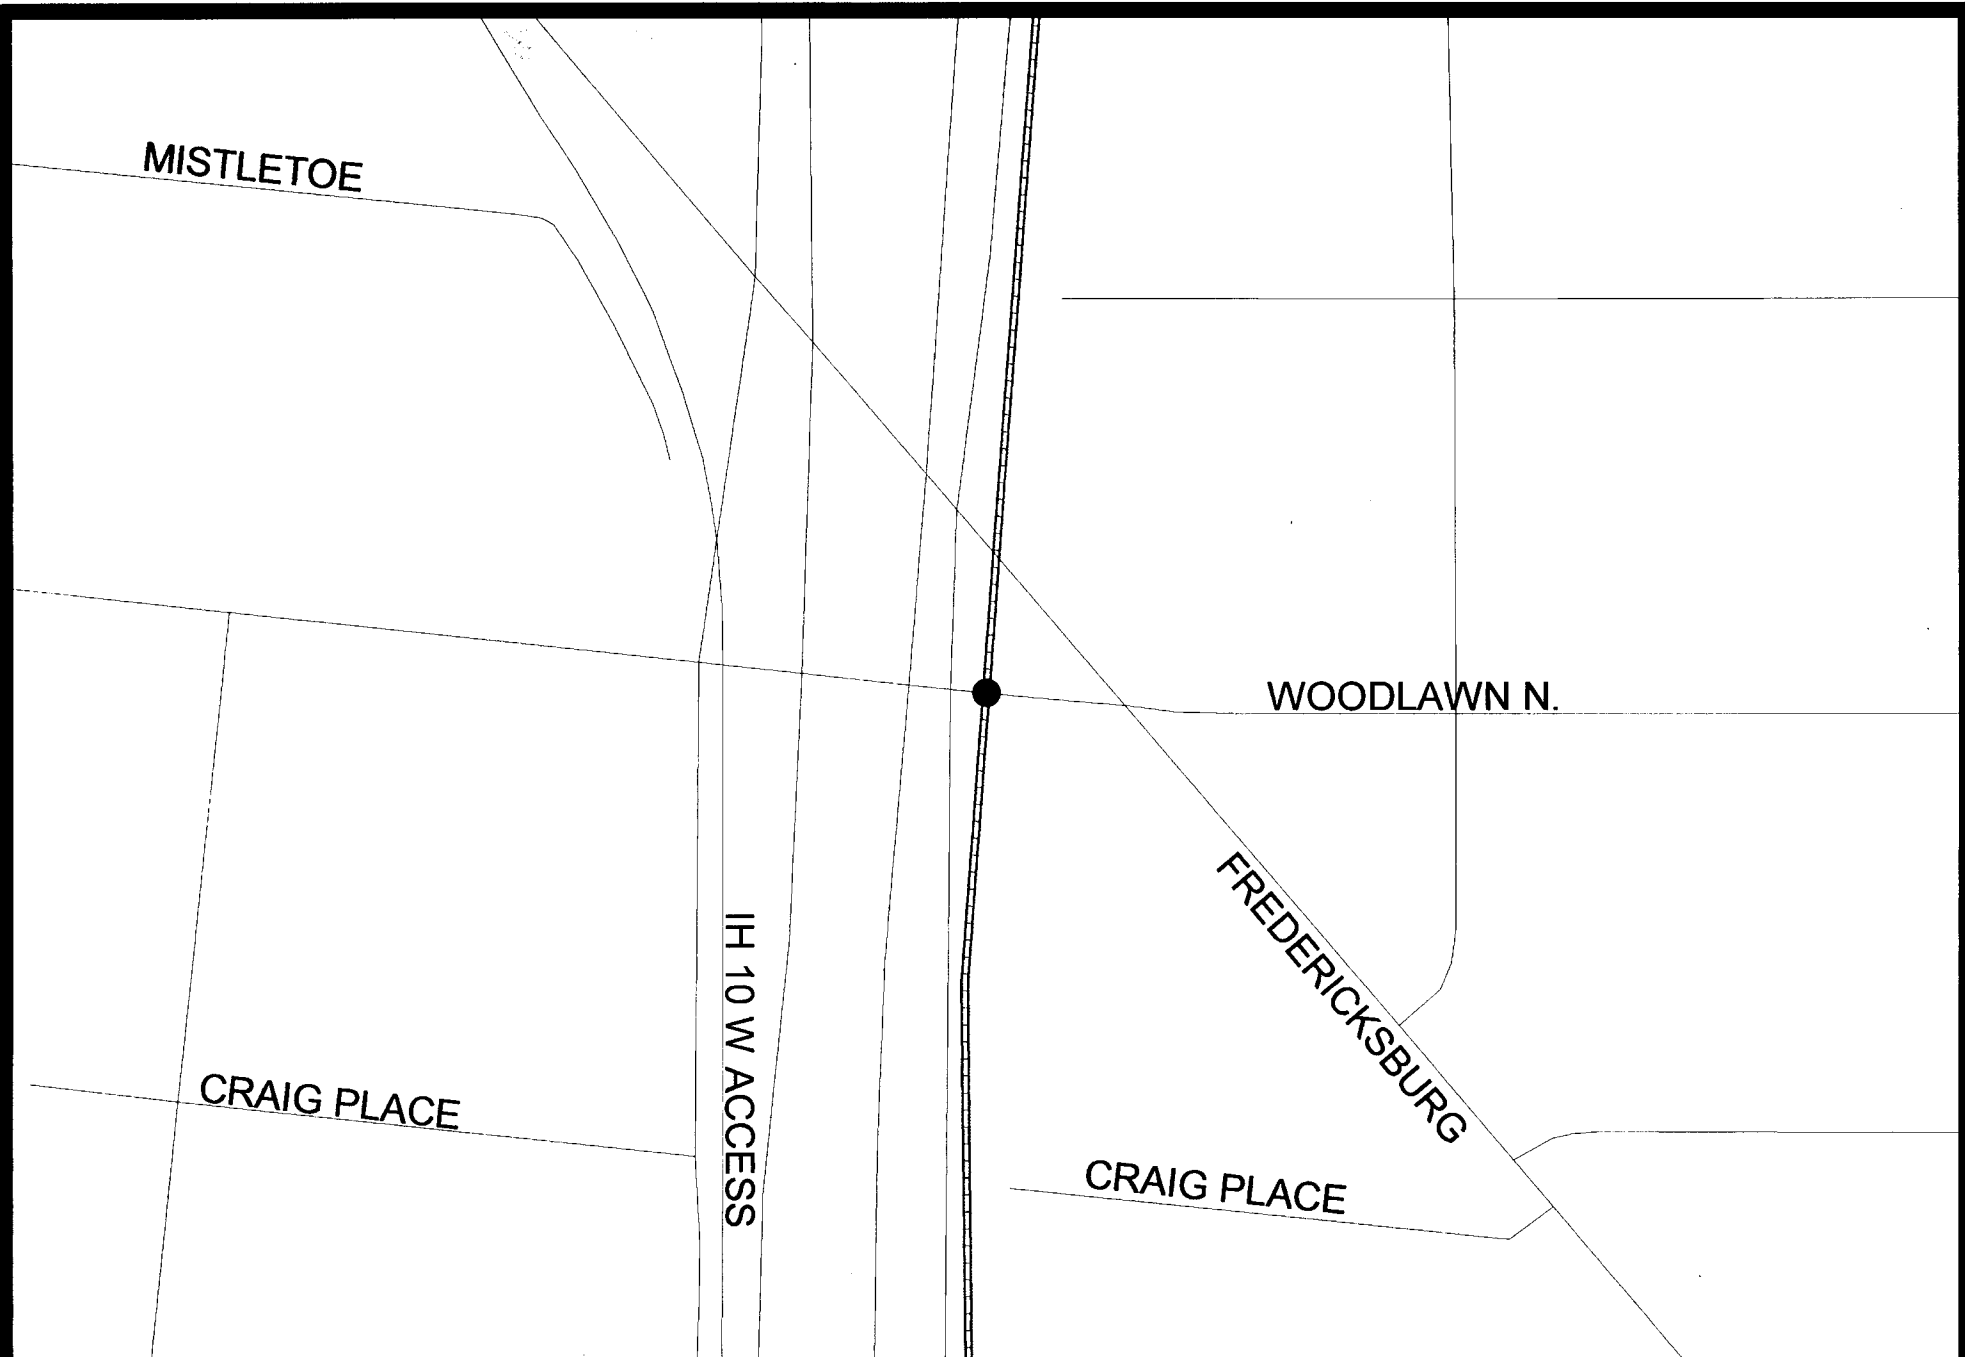 MISTLETOE
WOODLAWN N.
FREDERICKSBURG
IH 10 W ACCESS
CRAIG PLACE
CRAIG PLACE